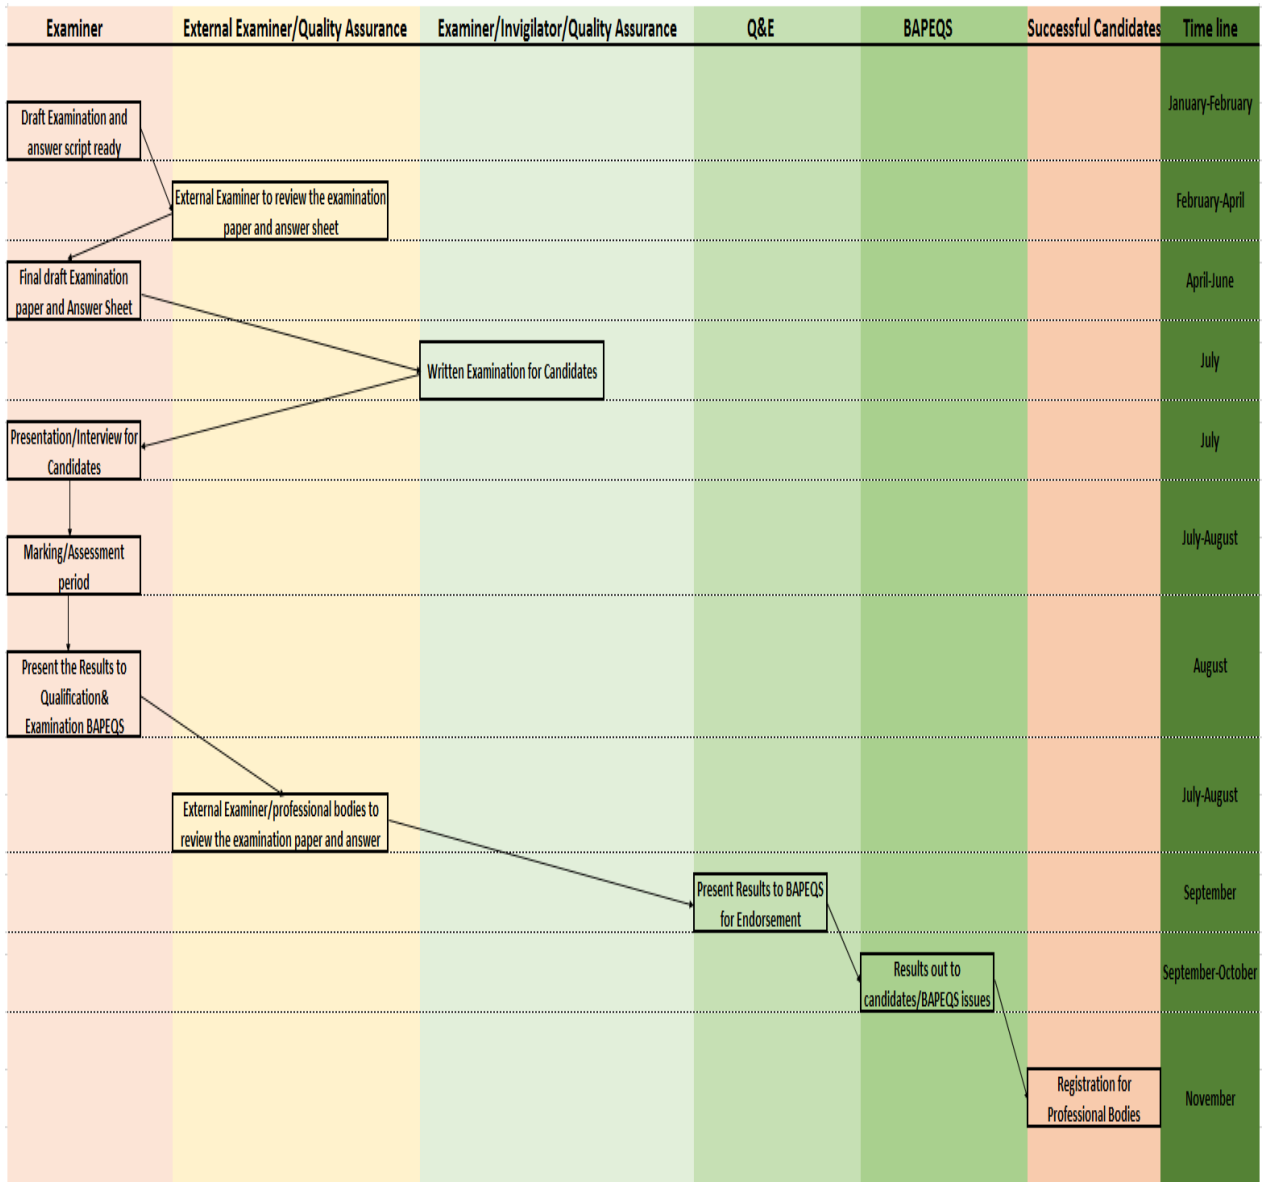 Examiner
External Examiner/Quality Assurance
Examiner/Invigilator/Quality Assurance
Q&E
BAPEQS
Successful Candidates
Time line
Draft Examination and
answer script ready
January-February
External Examiner to review the examination
paper and answer sheet
February-April
Final draft Examination
paper and Answer Sheet
April-June
Written Examination for Candidates
July
Presentation/Interview for
Candidates
July
Marking/Assessment
period
July-August
Present the Results to
Qualification&
Examination BAPEQS
August
External Examiner/professional bodies to
review the examination paper and answer
July-August
Present Results to BAPEQS
for Endorsement
September
Results out to
candidates/BAPEQS issues
September-October
Registration for
Professional Bodies
November